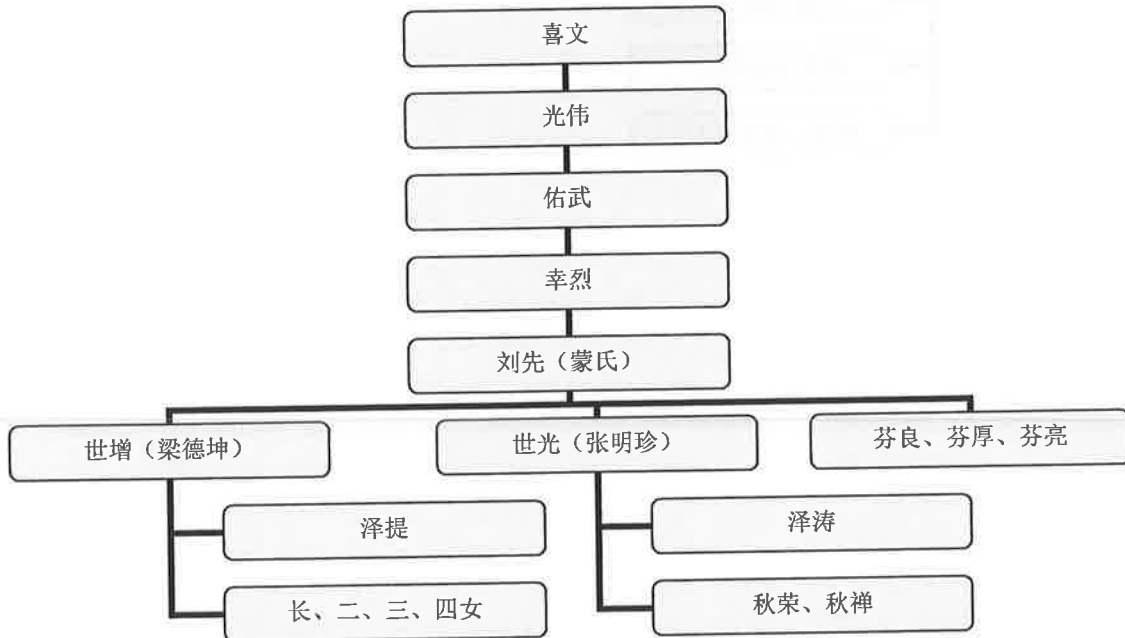 喜文
光伟
佑武
幸烈
刘先（蒙氏）
世增（梁德坤）
世光（张明珍）
芬良、芬厚、芬亮
泽提
泽涛
长、二、三、四女
秋荣、秋禅